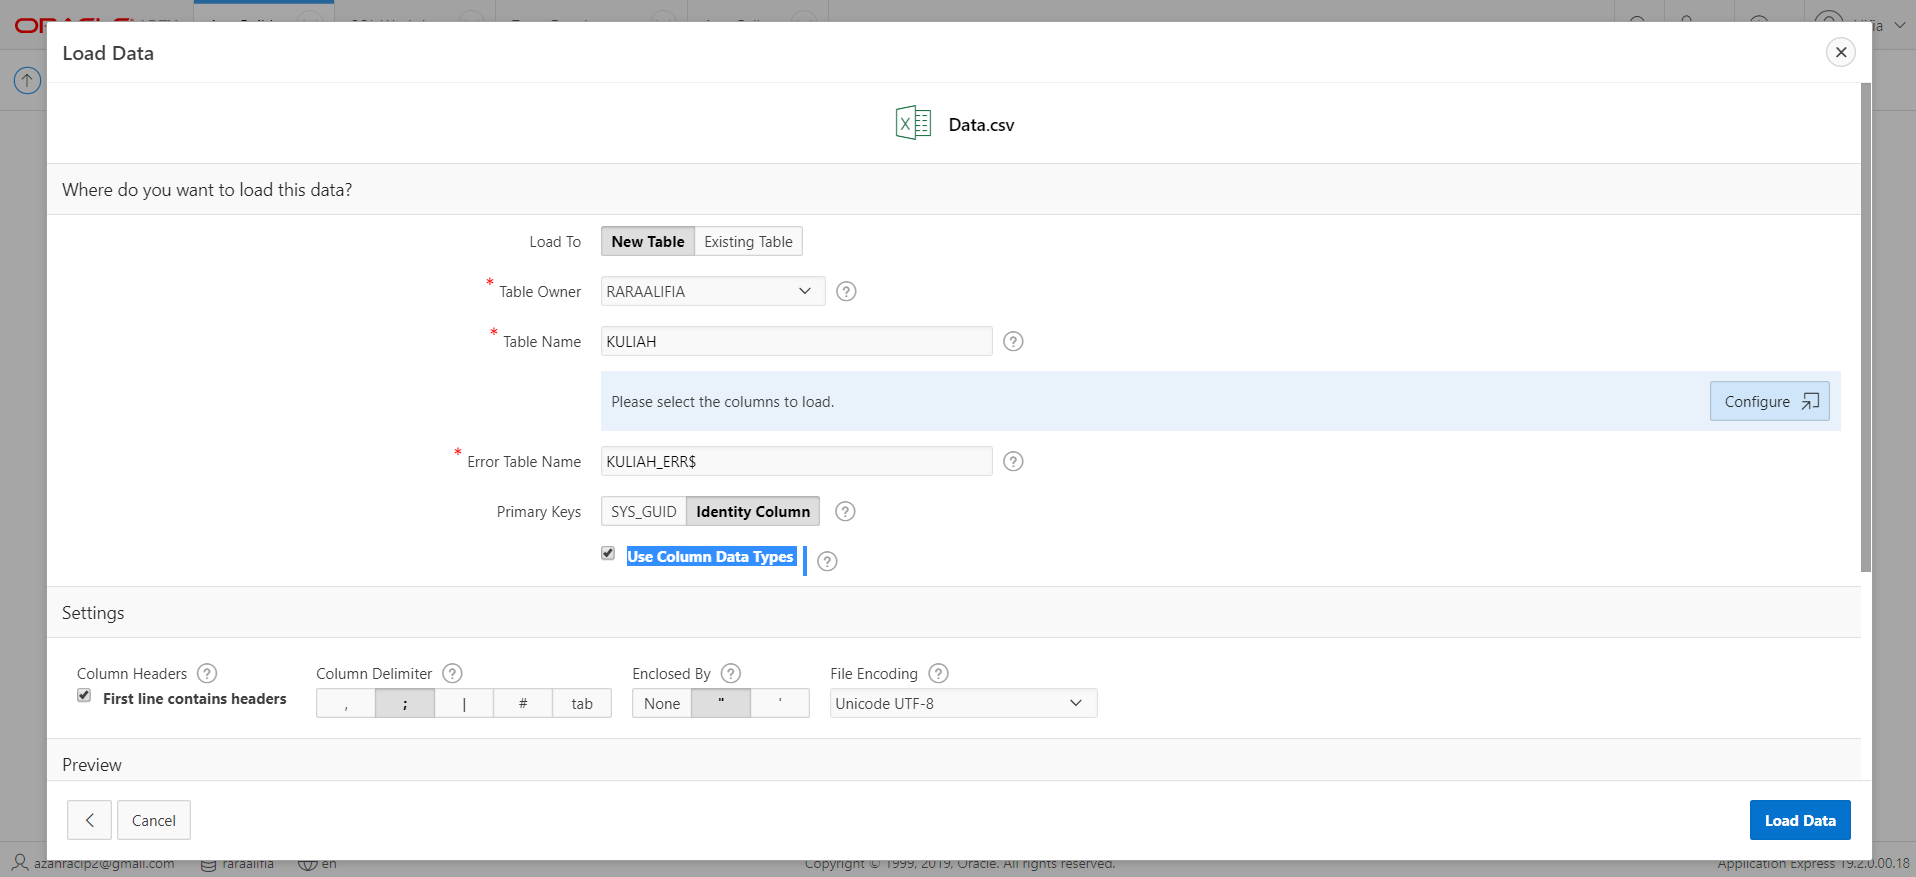 Load Data
Data.csv
Where do you want to load this data?
Load To New Table Existing Table
* Table Owner RARAALIFIA ?
* Table Name KULIAH ?
Please select the columns to load. Configure
* Error Table Name KULIAH_ERR$ ?
Primary Keys SYS_GUID Identity Column ?
Use Column Data Types ?
Settings
Column Headers ? Column Delimiter ? Enclosed By ? File Encoding ?
First line contains headers , ; | # tab None " ' Unicode UTF-8
Preview
Cancel Load Data
azahracip2@gmail.com raraalifia en Copyright © 1999, 2019, Oracle. All rights reserved. Application Express 19.2.0.00.18